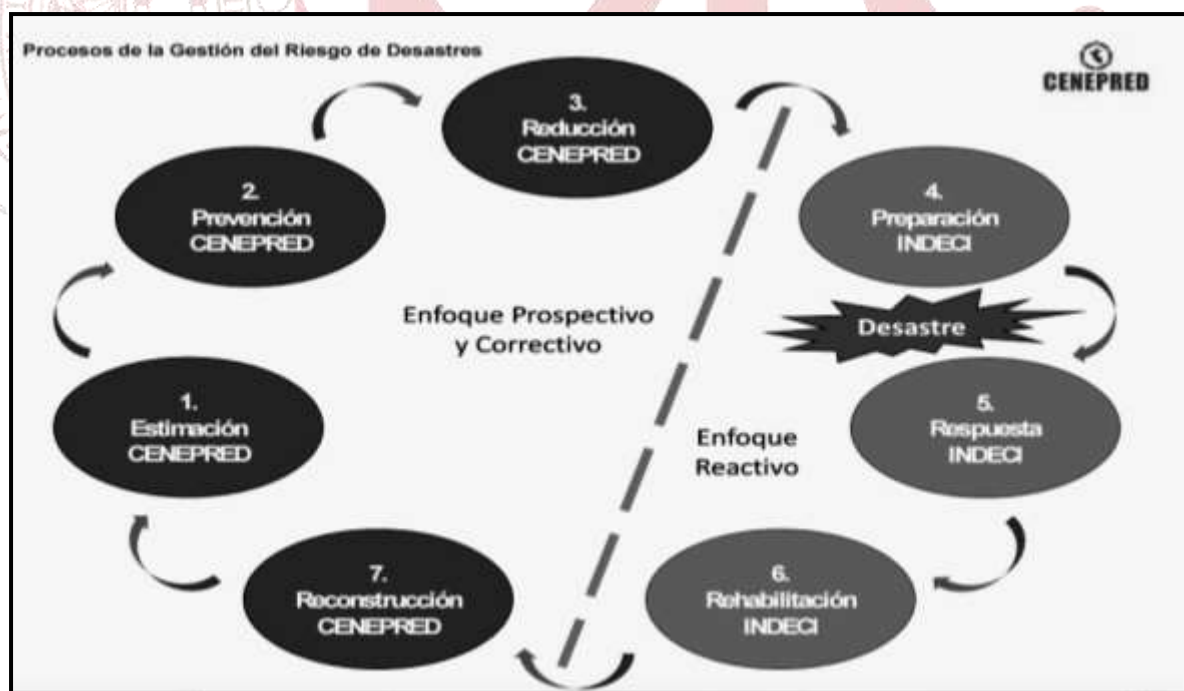 Procesos de la Gestión del Riesgo de Desastres
CENEPRED
3.
Reducción
CENEPRED
2.
Prevención
CENEPRED
4.
Preparación
INDECI
Enfoque Prospectivo
y Correctivo
Desastre
1.
Estimación
CENEPRED
5.
Respuesta
INDECI
Enfoque
Reactivo
7.
Reconstrucción
CENEPRED
6.
Rehabilitación
INDECI